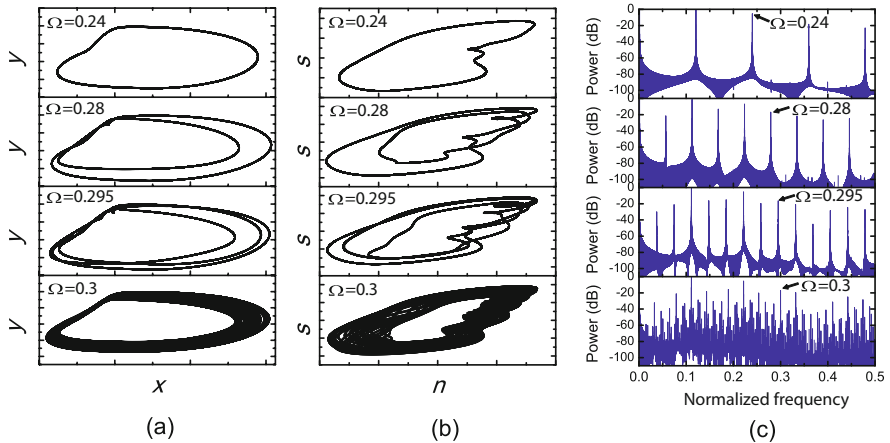 Ω=0.24
y
Ω=0.28
y
Ω=0.295
y
Ω=0.3
y
x
(a)
Ω=0.24
s
Ω=0.28
s
Ω=0.295
s
Ω=0.3
s
n
(b)
Power (dB)
0
-20
-40
-60
-80
-100
Ω=0.24
Power (dB)
0
-20
-40
-60
-80
-100
Ω=0.28
Power (dB)
0
-20
-40
-60
-80
-100
Ω=0.295
Power (dB)
0
-20
-40
-60
-80
-100
Ω=0.3
0.0 0.1 0.2 0.3 0.4 0.5
Normalized frequency
(c)